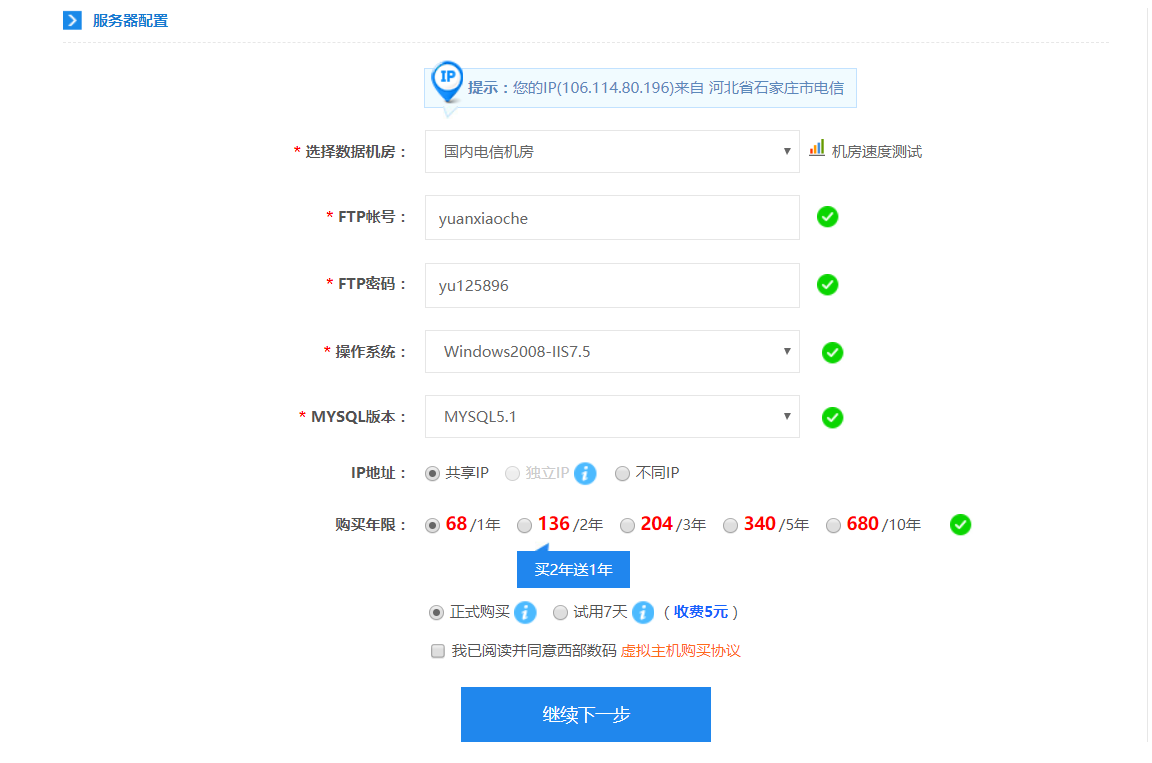 服务器配置
IP 提示：您的IP(106.114.80.196)来自 河北省石家庄市电信
* 选择数据机房： 国内电信机房 ▼ 机房速度测试
* FTP帐号： yuanxiaoche
* FTP密码： yu125896
* 操作系统： Windows2008-IIS7.5 ▼
* MYSQL版本： MYSQL5.1 ▼
IP地址： 共享IP 独立IP i 不同IP
购买年限： 68/1年 136/2年 204/3年 340/5年 680/10年
买2年送1年
正式购买 i 试用7天 i （收费5元）
我已阅读并同意西部数码 虚拟主机购买协议
继续下一步